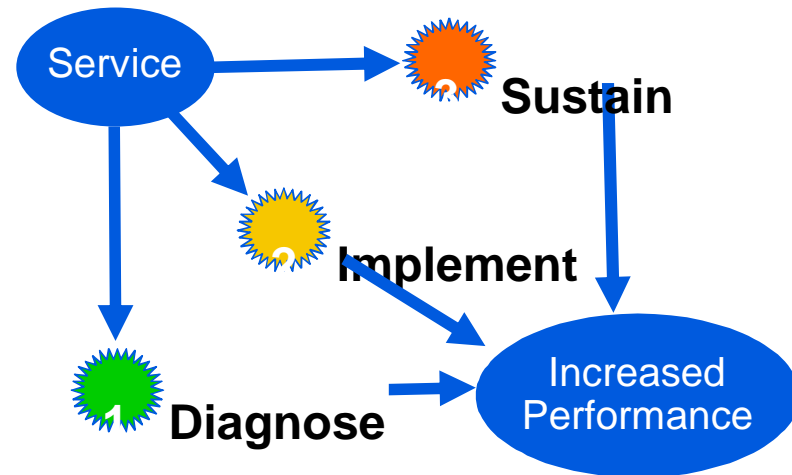 Service
Sustain
Implement
Diagnose
Increased
Performance